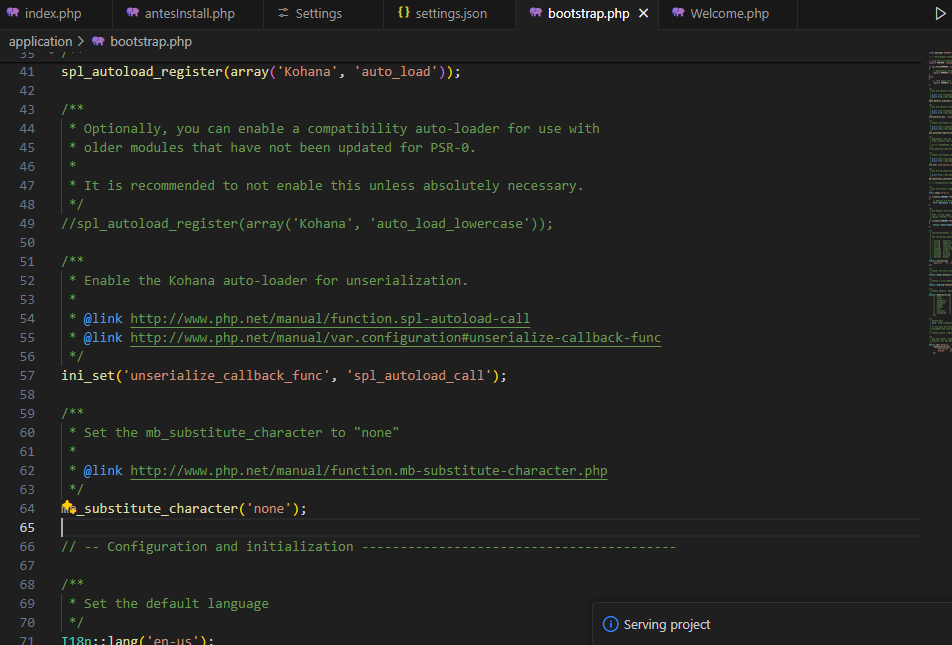 index.php antesInstall.php Settings settings.json bootstrap.php Welcome.php
application > bootstrap.php
35 /**
41 spl_autoload_register(array('Kohana', 'auto_load'));
42
43 /**
44 * Optionally, you can enable a compatibility auto-loader for use with
45 * older modules that have not been updated for PSR-0.
46 *
47 * It is recommended to not enable this unless absolutely necessary.
48 */
49 //spl_autoload_register(array('Kohana', 'auto_load_lowercase'));
50
51 /**
52 * Enable the Kohana auto-loader for unserialization.
53 *
54 * @link http://www.php.net/manual/function.spl-autoload-call
55 * @link http://www.php.net/manual/var.configuration#unserialize-callback-func
56 */
57 ini_set('unserialize_callback_func', 'spl_autoload_call');
58
59 /**
60 * Set the mb_substitute_character to "none"
61 *
62 * @link http://www.php.net/manual/function.mb-substitute-character.php
63 */
64 mb_substitute_character('none');
65
66 // -- Configuration and initialization -----------------------------------------
67
68 /**
69 * Set the default language
70 */
71 I18n::lang('en-us');
Serving project